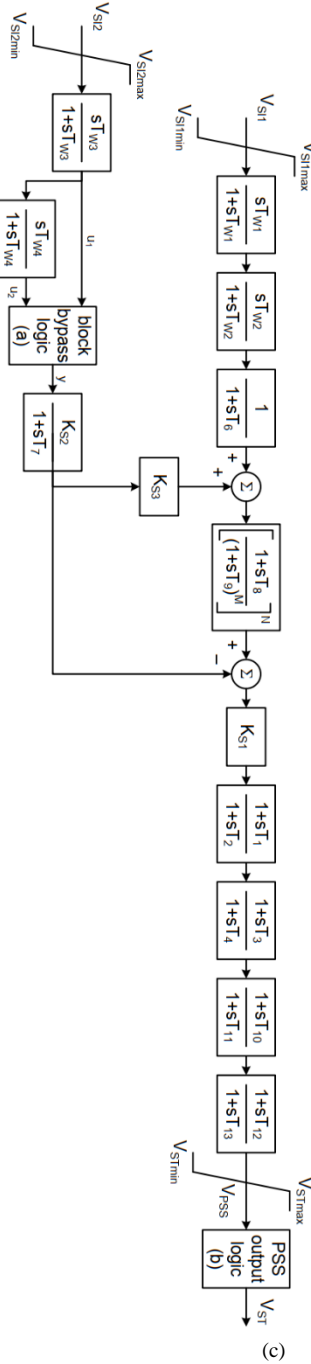 V_SI1max
V_SI1
V_SI1min
sT_W1
1+sT_W1
sT_W2
1+sT_W2
1
1+sT_6
+
+
Σ
[ 1+sT_8
(1+sT_9)^M ]^N
+
−
Σ
K_S1
1+sT_1
1+sT_2
1+sT_3
1+sT_4
1+sT_10
1+sT_11
1+sT_12
1+sT_13
V_STmax
V_PSS
V_STmin
PSS
output
logic
(b)
V_ST
V_SI2max
V_SI2
V_SI2min
sT_W3
1+sT_W3
u_1
sT_W4
1+sT_W4
u_2
block
bypass
logic
(a)
y
K_S2
1+sT_7
K_S3
(c)